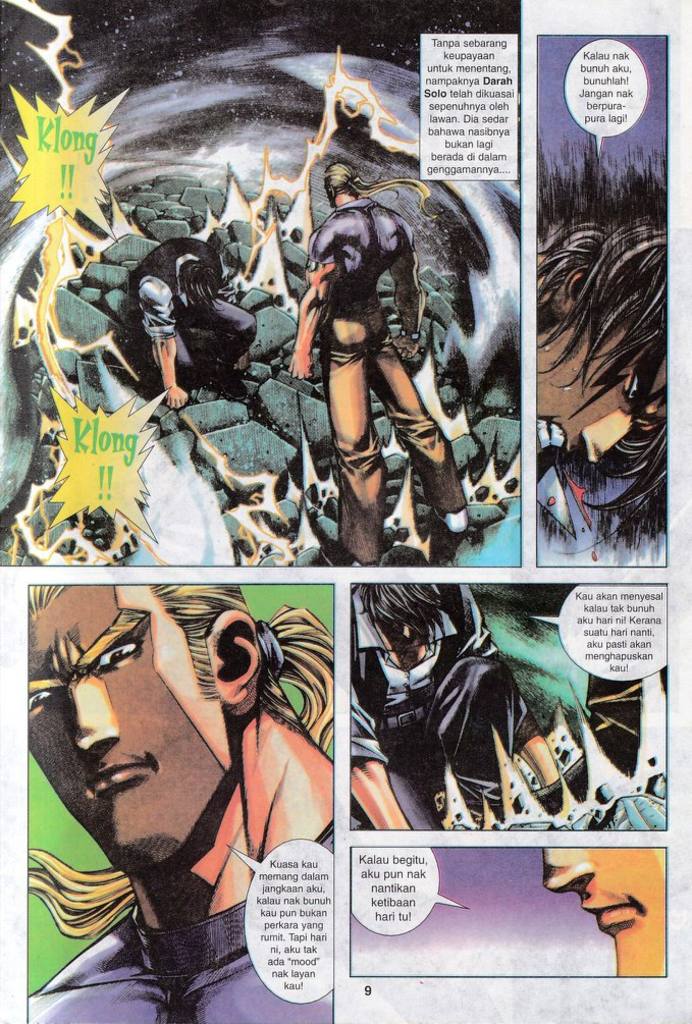 Klong
!!
Tanpa sebarang
keupayaan
untuk menentang,
nampaknya Darah
Solo telah dikuasai
sepenuhnya oleh
lawan. Dia sedar
bahawa nasibnya
bukan lagi
berada di dalam
genggamannya....
Klong
!!
Kalau nak
bunuh aku,
bunuhlah!
Jangan nak
berpura-
pura lagi!
Kuasa kau
memang dalam
jangkaan aku,
kalau nak bunuh
kau pun bukan
perkara yang
rumit. Tapi hari
ni, aku tak
ada "mood"
nak layan
kau!
Kau akan menyesal
kalau tak bunuh
aku hari ni! Kerana
suatu hari nanti,
aku pasti akan
menghapuskan
kau!
Kalau begitu,
aku pun nak
nantikan
ketibaan
hari tu!
9